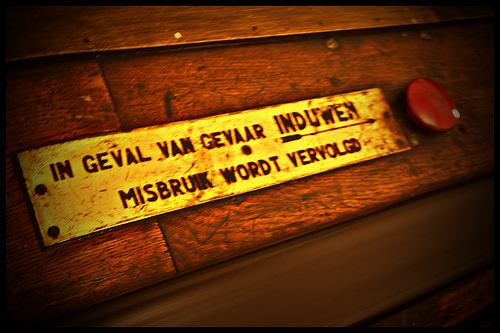 IN GEVAL VAN GEVAAR INDUWEN
MISBRUIK WORDT VERVOLGD